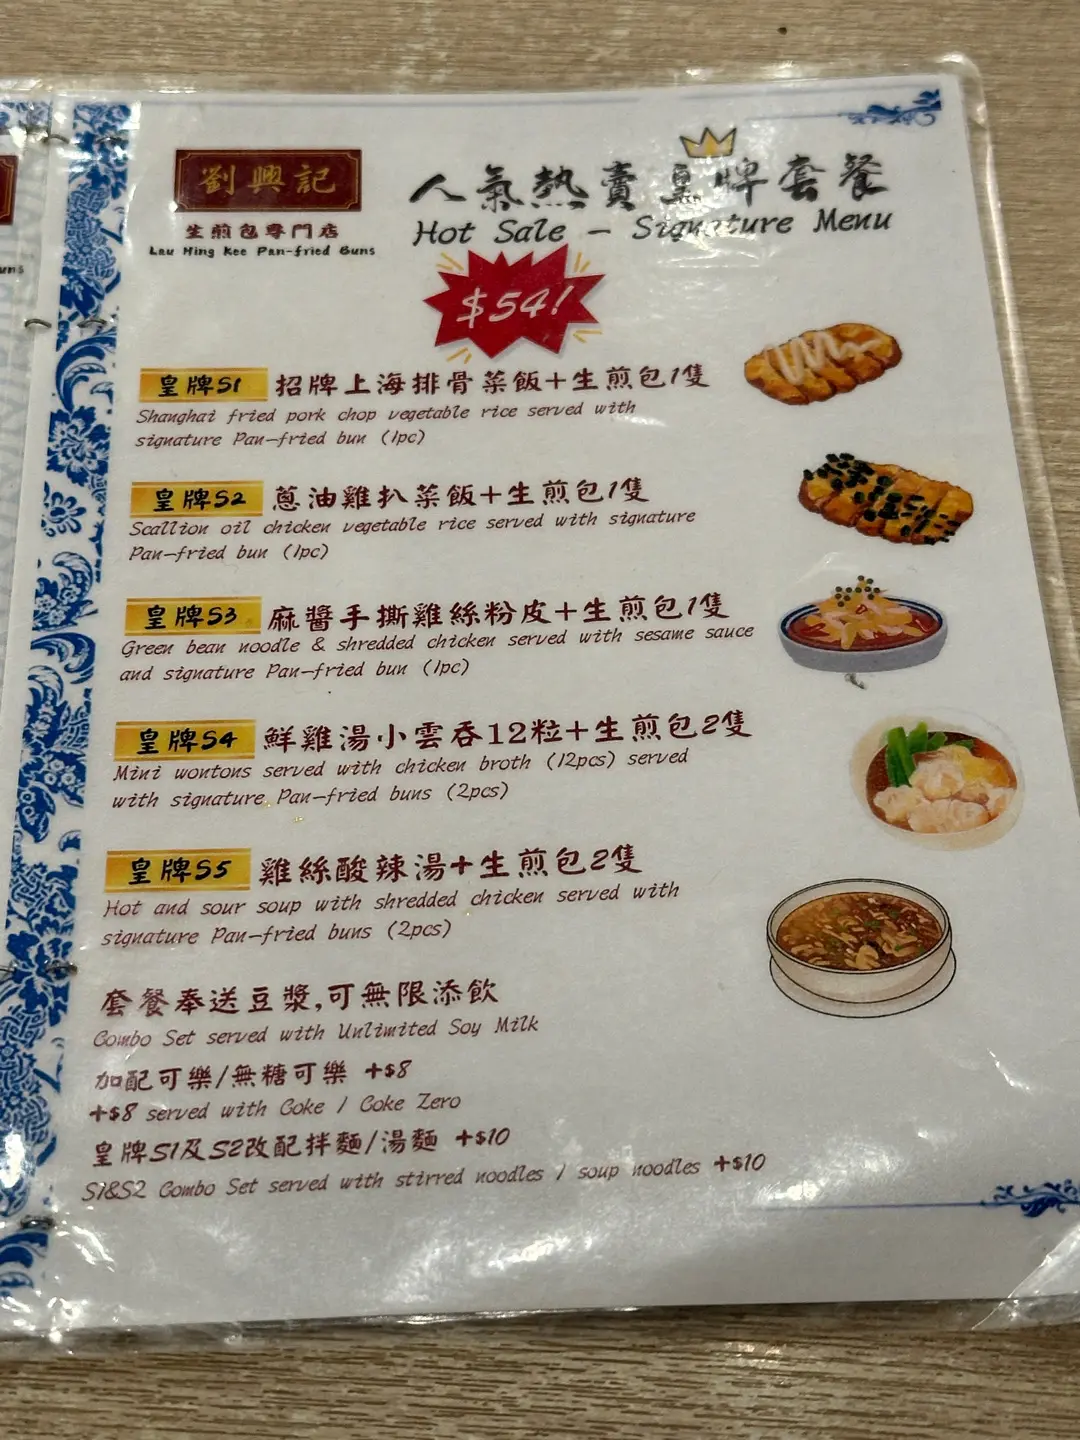 劉興記
生煎包專門店
Lau Hing Kee Pan-fried Buns
人氣熱賣 皇牌套餐
Hot Sale – Signature Menu
$54!
皇牌S1 招牌上海排骨菜飯+生煎包1隻
Shanghai fried pork chop vegetable rice served with
signature Pan-fried bun (1pc)
皇牌S2 蔥油雞扒菜飯+生煎包1隻
Scallion oil chicken vegetable rice served with signature
Pan-fried bun (1pc)
皇牌S3 麻醬手撕雞絲粉皮+生煎包1隻
Green bean noodle & shredded chicken served with sesame sauce
and signature Pan-fried bun (1pc)
皇牌S4 鮮雞湯小雲吞12粒+生煎包2隻
Mini wontons served with chicken broth (12pcs) served
with signature Pan-fried buns (2pcs)
皇牌S5 雞絲酸辣湯+生煎包2隻
Hot and sour soup with shredded chicken served with
signature Pan-fried buns (2pcs)
套餐奉送豆漿,可無限添飲
Combo Set served with Unlimited Soy Milk
加配可樂/無糖可樂 +$8
+$8 served with Coke / Coke Zero
皇牌S1及S2改配拌麵/湯麵 +$10
S1&S2 Combo Set served with stirred noodles / soup noodles +$10